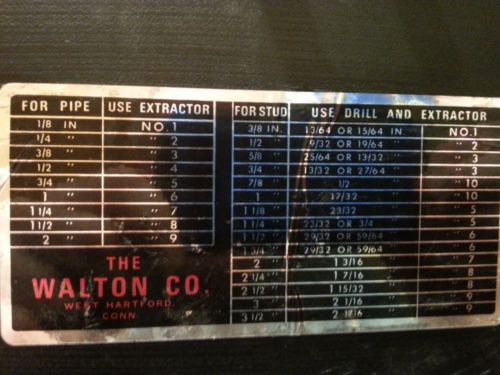 FOR PIPE USE EXTRACTOR
1/8 IN NO.1
1/4 " " 2
3/8 " " 3
1/2 " " 4
3/4 " " 5
1 " " 6
1 1/4 " " 7
1 1/2 " " 8
2 " " 9
THE
WALTON CO.
WEST HARTFORD
CONN
FOR STUD USE DRILL AND EXTRACTOR
3/8 IN. 13/64 OR 15/64 IN NO.1
1/2 " 9/32 OR 19/64 " " 2
5/8 " 25/64 OR 13/32 " " 3
3/4 " 13/32 OR 27/64 " " 3
7/8 " 1/2 " " 10
1 " 17/32 " " 10
1 1/8 " 23/32 " " 5
1 1/4 " 23/32 OR 3/4 " " 5
1 1/2 " 29/32 OR 59/64 " " 6
1 3/4 " 29/32 OR 59/64 " " 6
2 " 1 3/16 " " 7
2 1/4 " 1 7/16 " " 8
2 1/2 " 1 15/32 " " 8
3 " 2 1/16 " " 9
3 1/2 " 2 1/16 " " 9